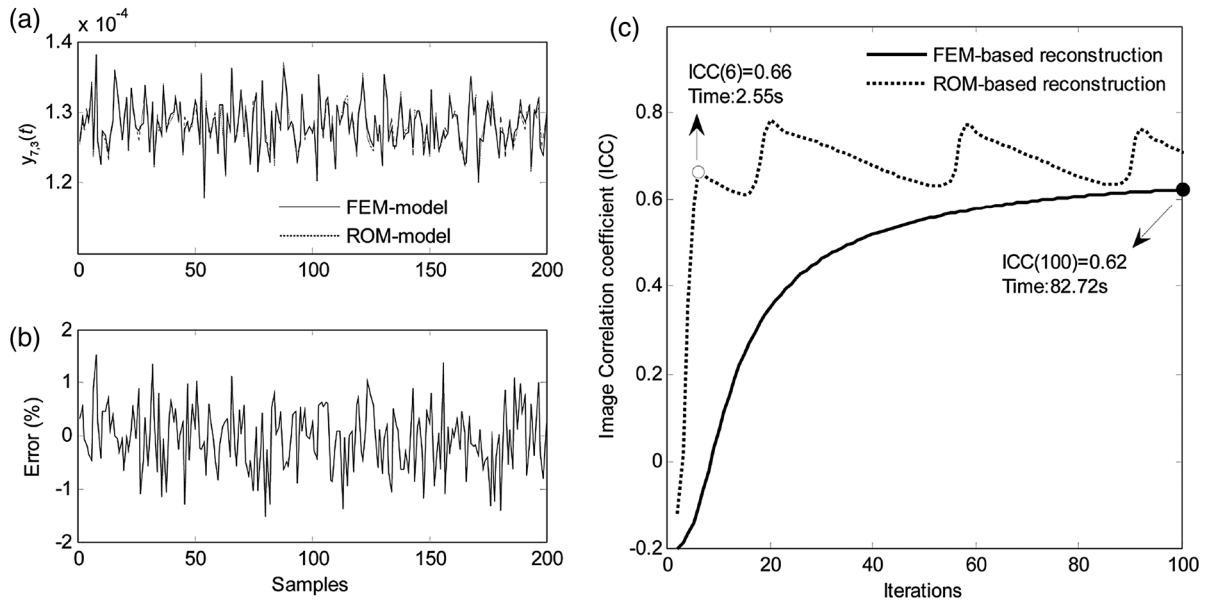 (a)
x 10⁻⁴
1.4
1.3
1.2
y₇,₃(t)
FEM-model
ROM-model
0 50 100 150 200
(b)
2
1
0
-1
-2
Error (%)
0 50 100 150 200
Samples
(c)
FEM-based reconstruction
ROM-based reconstruction
ICC(6)=0.66
Time:2.55s
ICC(100)=0.62
Time:82.72s
0.8
0.6
0.4
0.2
0
-0.2
Image Correlation coefficient (ICC)
0 20 40 60 80 100
Iterations